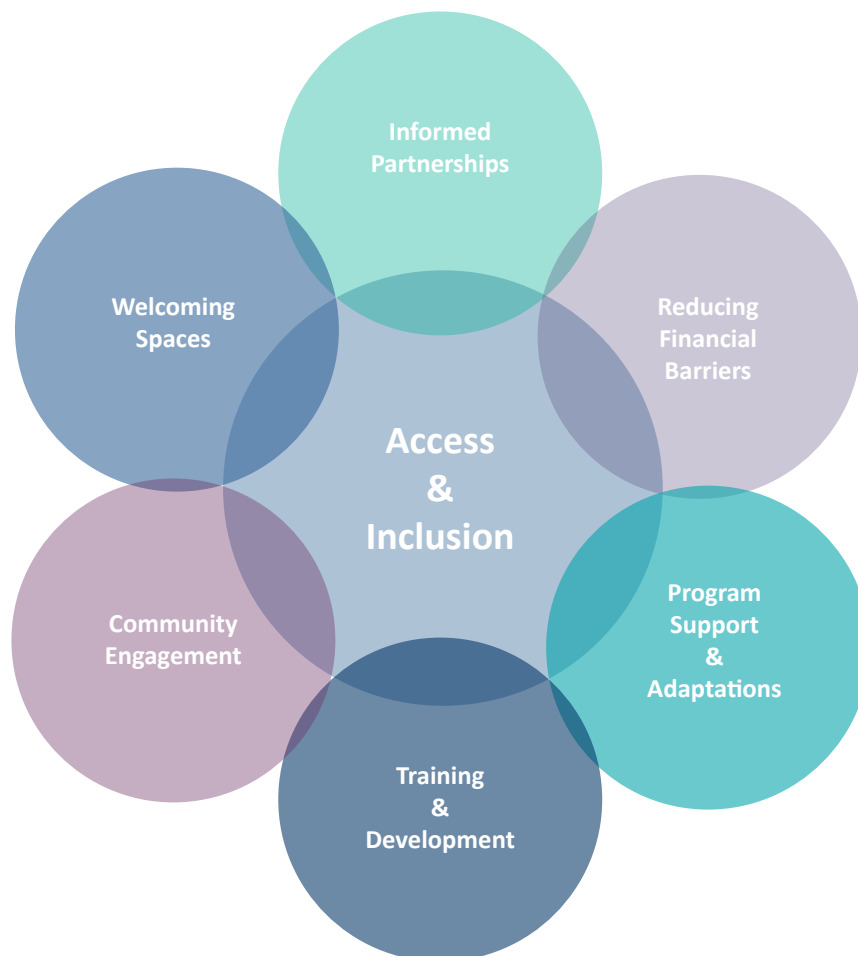 Informed
Partnerships
Welcoming
Spaces
Reducing
Financial
Barriers
Access
&
Inclusion
Community
Engagement
Program
Support
&
Adaptations
Training
&
Development